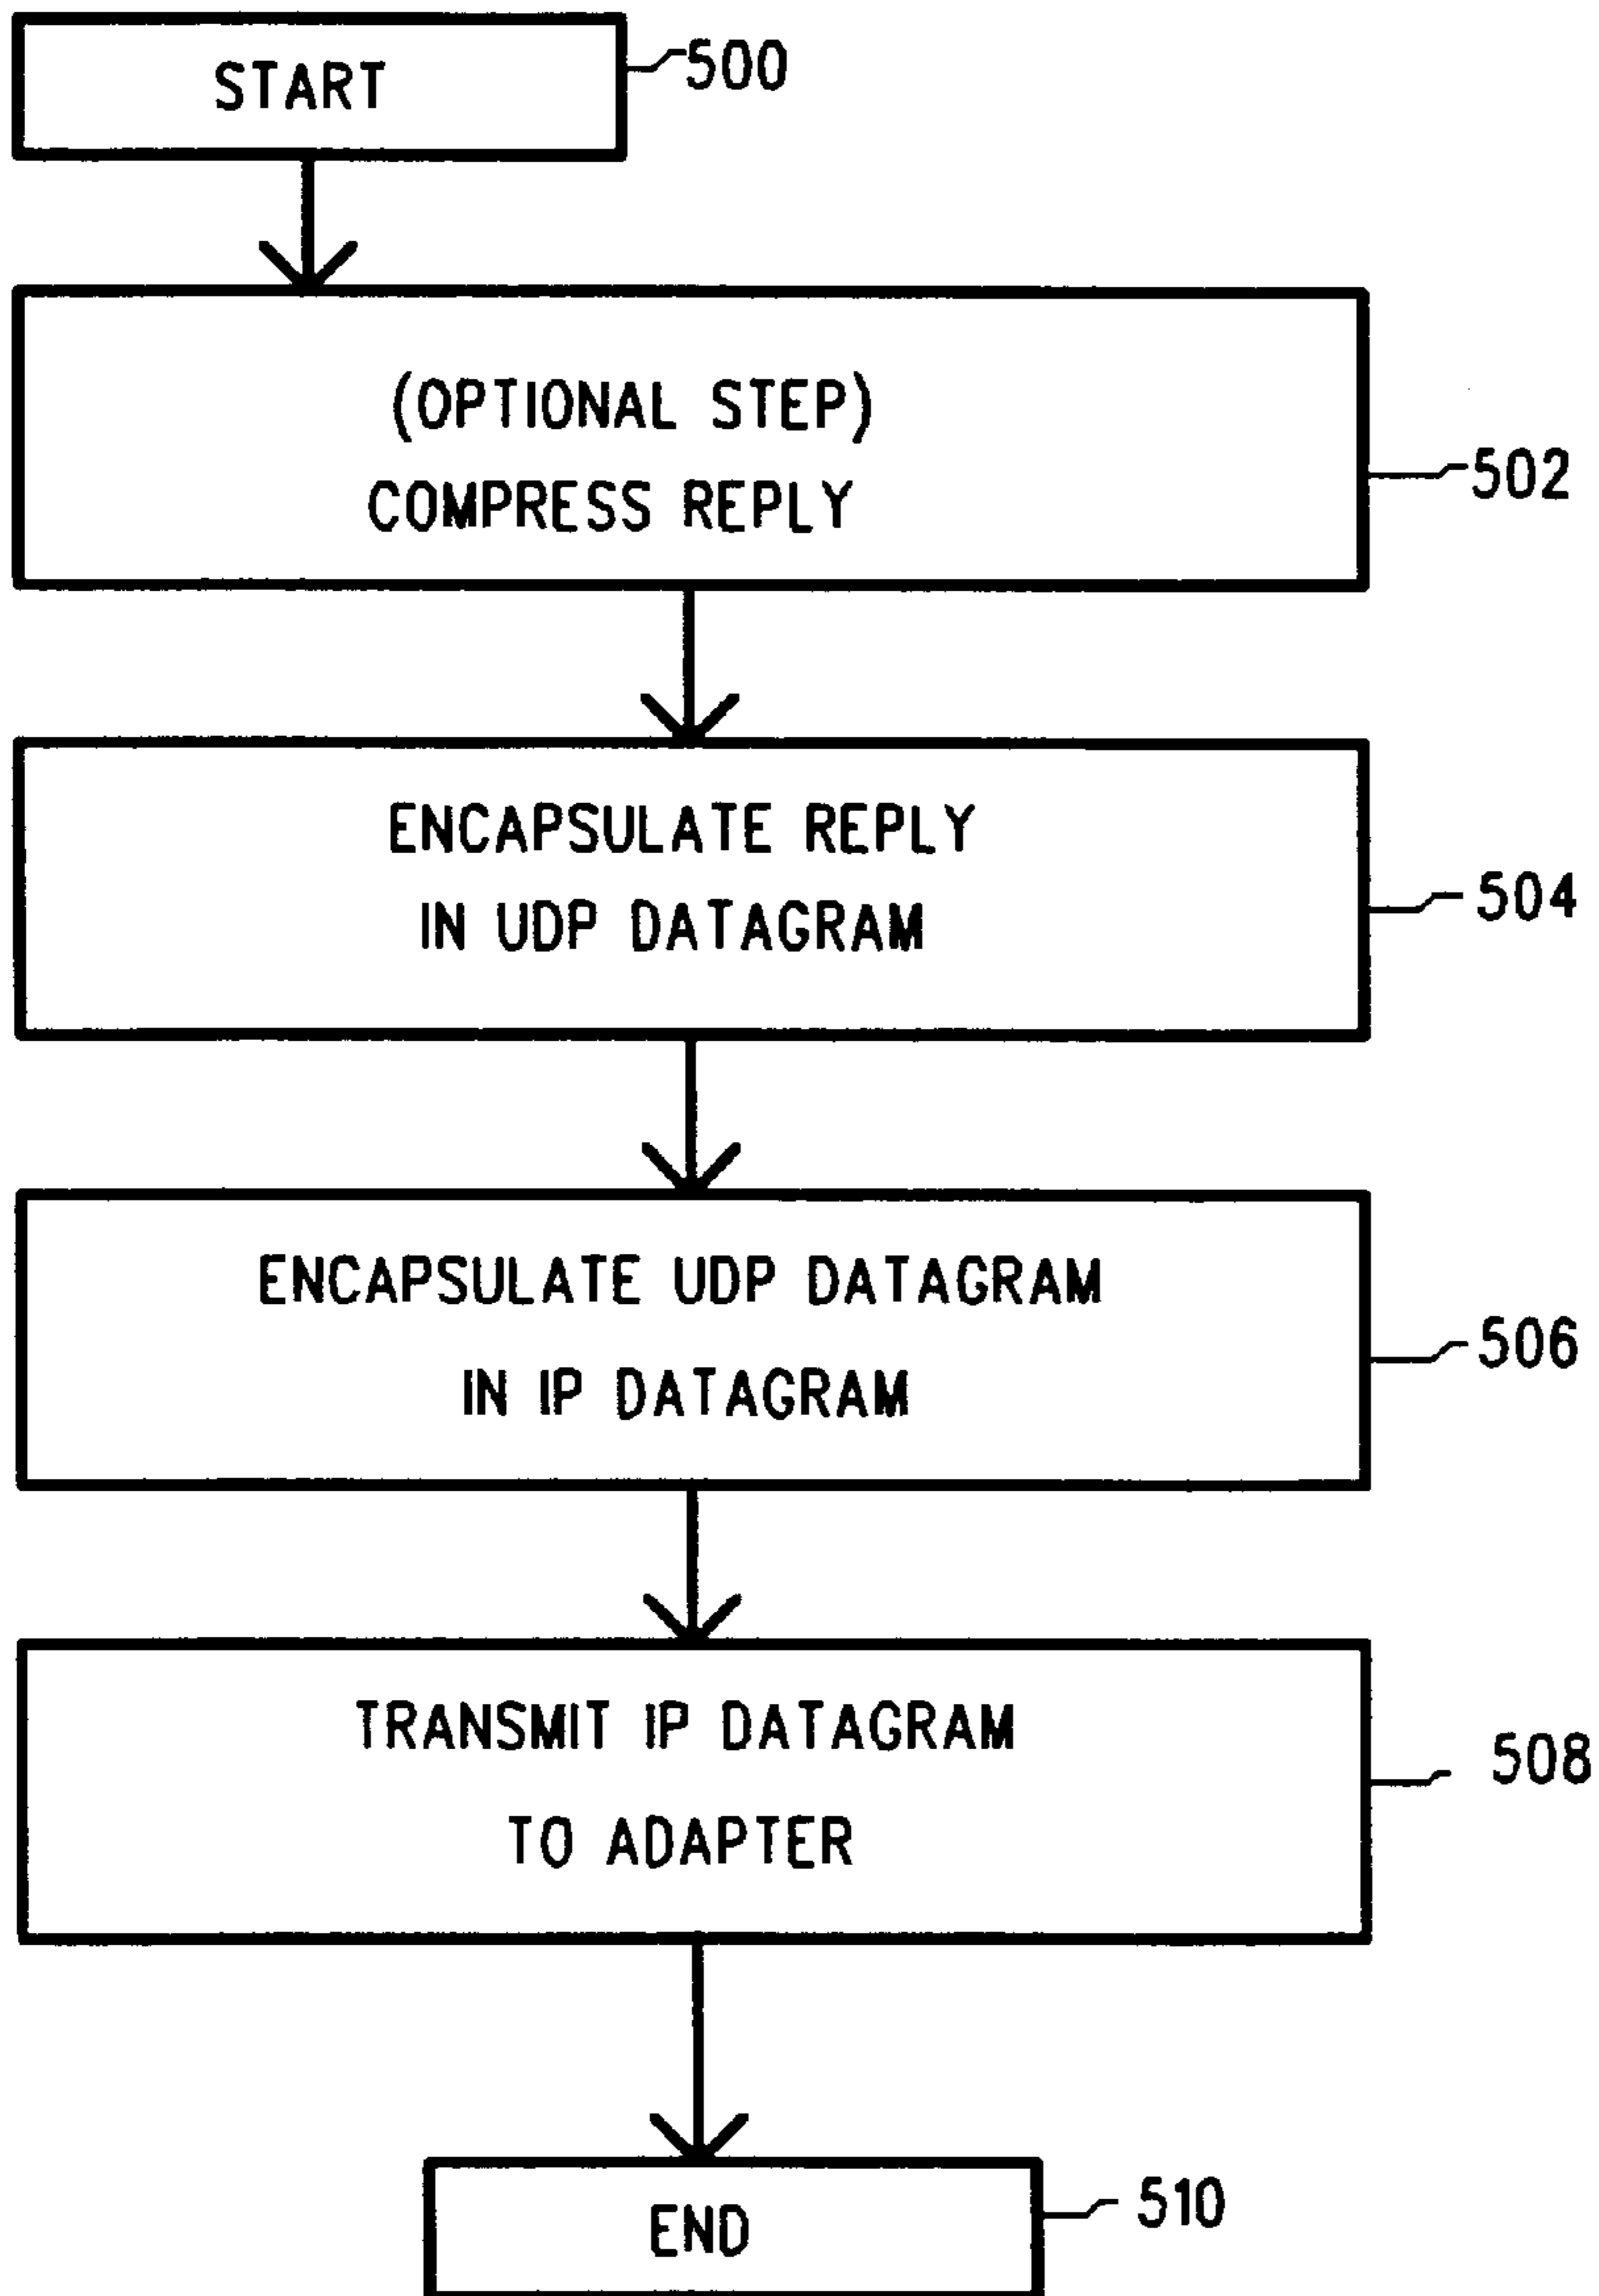 START
500
(OPTIONAL STEP)
COMPRESS REPLY
502
ENCAPSULATE REPLY
IN UDP DATAGRAM
504
ENCAPSULATE UDP DATAGRAM
IN IP DATAGRAM
506
TRANSMIT IP DATAGRAM
TO ADAPTER
508
END
510